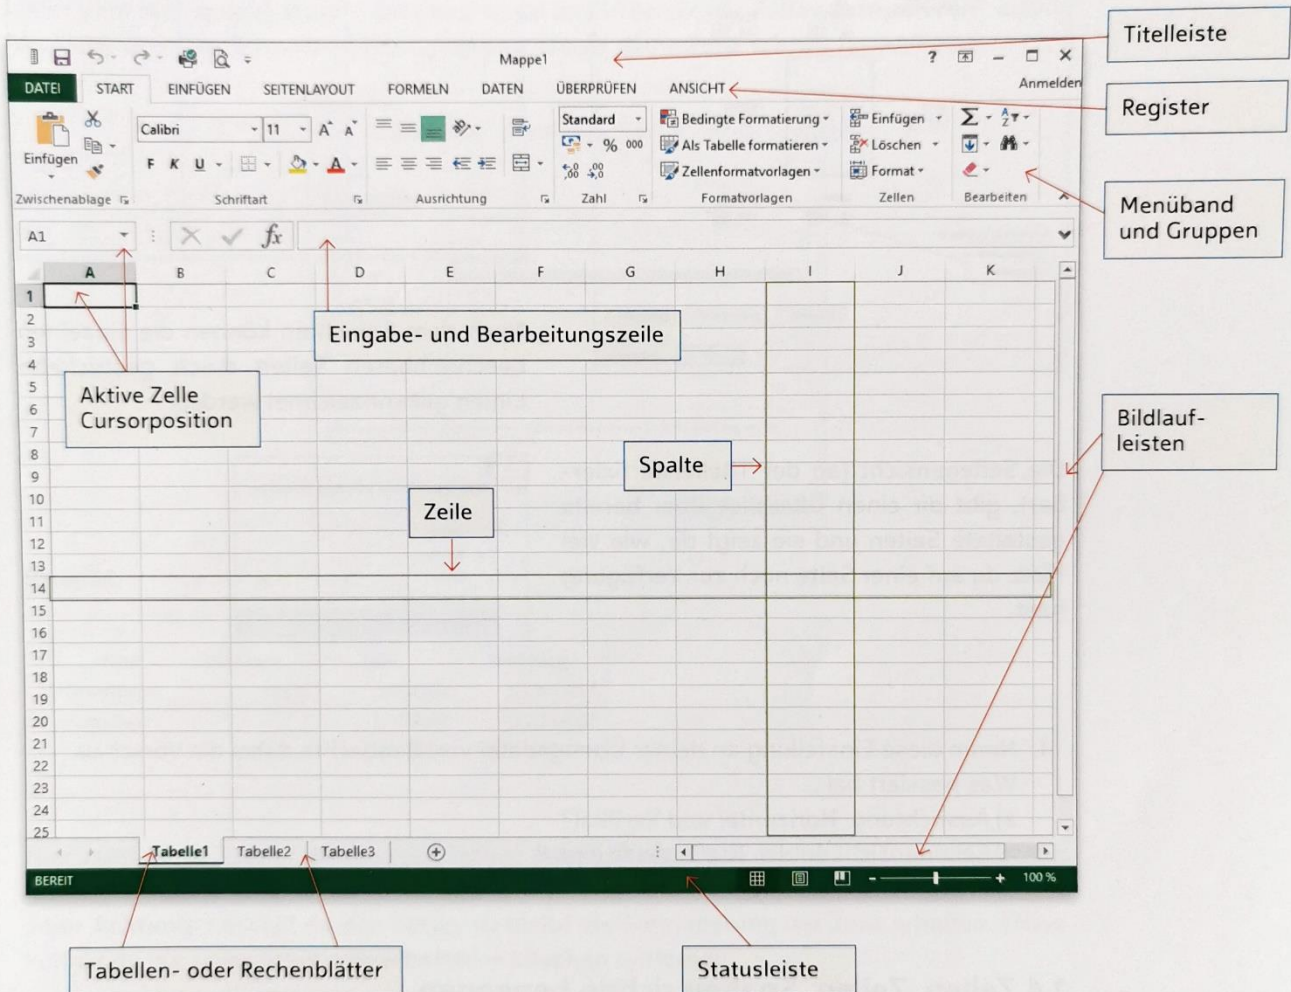 Titelleiste
Mappe1
?
DATEI START EINFÜGEN SEITENLAYOUT FORMELN DATEN ÜBERPRÜFEN ANSICHT Anmelden
Register
Einfügen
Calibri 11 A A
F K U A
Standard
% 000
,00 ,0
Bedingte Formatierung
Als Tabelle formatieren
Zellenformatvorlagen
Einfügen
Löschen
Format
Σ A Z
Zwischenablage Schriftart Ausrichtung Zahl Formatvorlagen Zellen Bearbeiten
Menüband
und Gruppen
A1 fx
A B C D E F G H I J K
1
2
3
4
5
6
7
8
9
10
11
12
13
14
15
16
17
18
19
20
21
22
23
24
25
Eingabe- und Bearbeitungszeile
Aktive Zelle
Cursorposition
Bildlauf-
leisten
Spalte
Zeile
Tabelle1 Tabelle2 Tabelle3
BEREIT 100 %
Tabellen- oder Rechenblätter
Statusleiste